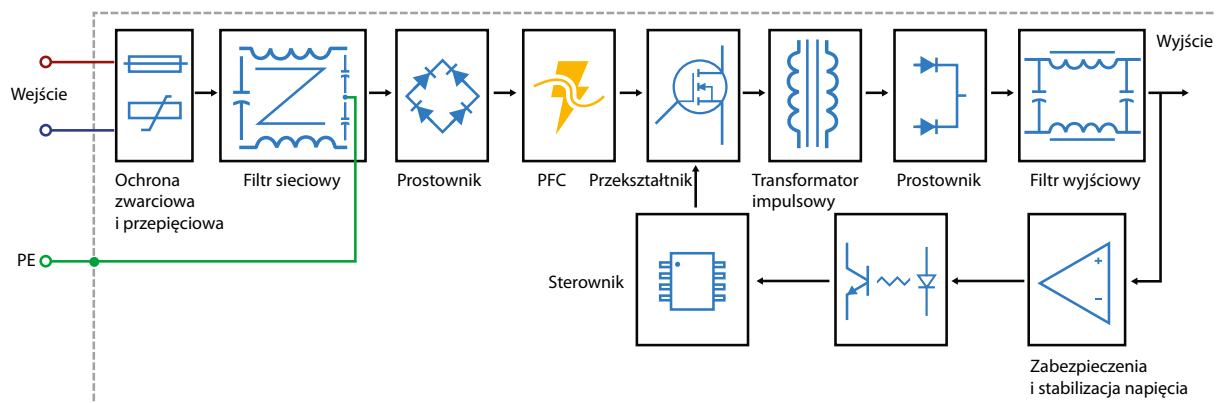 Wyjście
Wejście
Ochrona
zwarciowa
i przepięciowa
Filtr sieciowy
Prostownik
PFC
Przekształtnik
Transformator
impulsowy
Prostownik
Filtr wyjściowy
PE
Sterownik
+
-
Zabezpieczenia
i stabilizacja napięcia